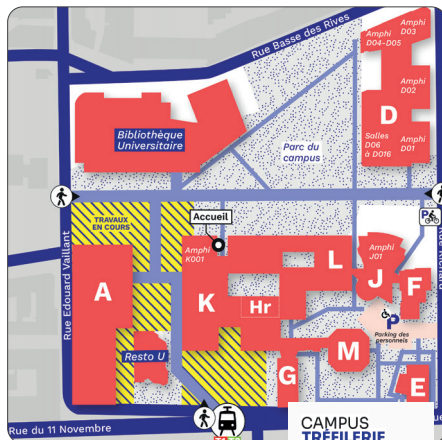 Rue Basse des Rives
Amphi
D03
Amphi
D04-D05
Amphi
D02
D
Salles
D06
à D016
Amphi
D01
Bibliothèque
Universitaire
Parc du
campus
TRAVAUX
EN COURS
Accueil
Amphi
K001
Rue Edouard Vaillant
P
A
K
Hr
L
Amphi
J01
J
F
P
Parking des
personnels
Resto U
M
G
E
Rue du 11 Novembre
CAMPUS
TRÉFILERIE